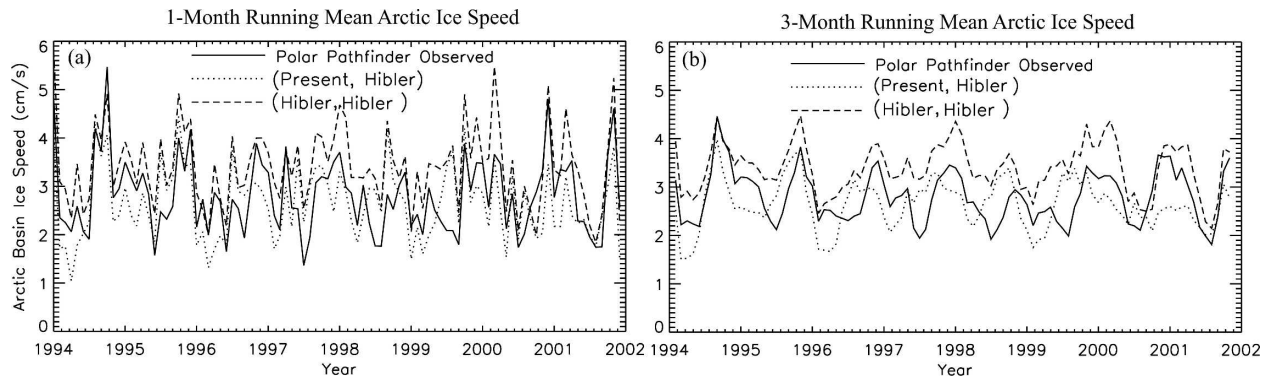 1-Month Running Mean Arctic Ice Speed
(a)
Polar Pathfinder Observed
(Present, Hibler)
(Hibler,Hibler )
Arctic Basin Ice Speed (cm/s)
6
5
4
3
2
1
0
1994 1995 1996 1997 1998 1999 2000 2001 2002
Year
3-Month Running Mean Arctic Ice Speed
(b)
Polar Pathfinder Observed
(Present, Hibler )
(Hibler, Hibler )
6
5
4
3
2
1
0
1994 1995 1996 1997 1998 1999 2000 2001 2002
Year